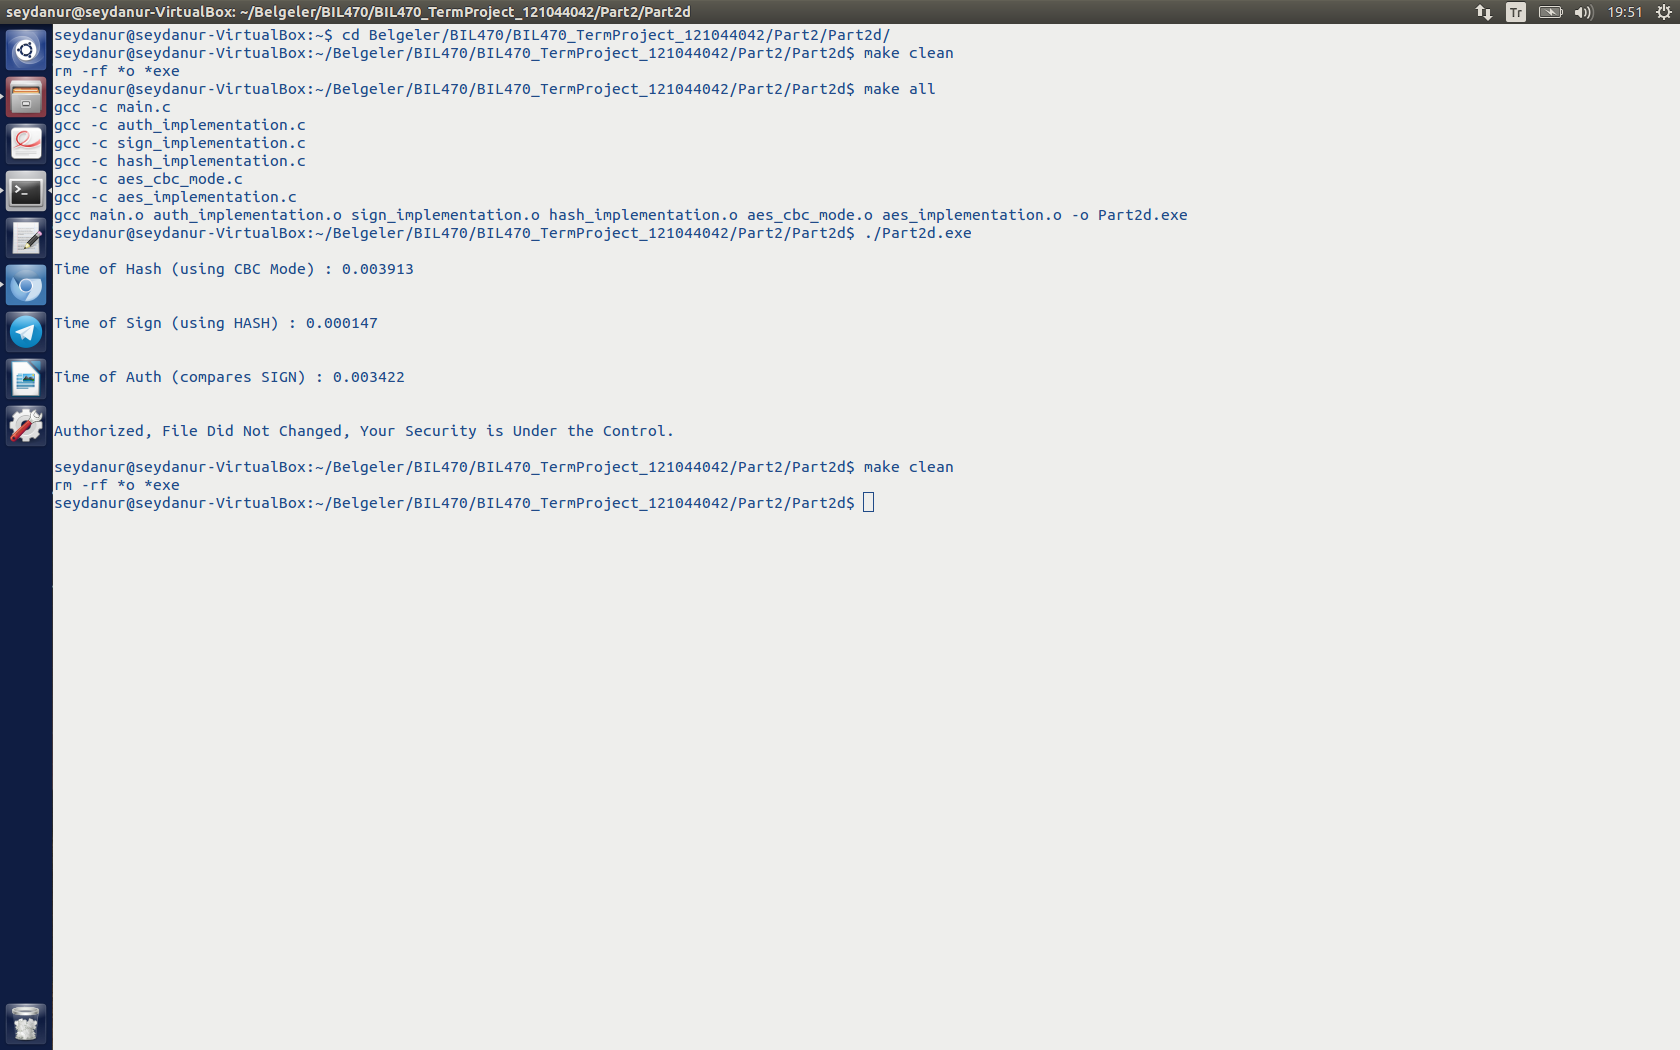 seydanur@seydanur-VirtualBox: ~/Belgeler/BIL470/BIL470_TermProject_121044042/Part2/Part2d
Tr
19:51
seydanur@seydanur-VirtualBox:~$ cd Belgeler/BIL470/BIL470_TermProject_121044042/Part2/Part2d/
seydanur@seydanur-VirtualBox:~/Belgeler/BIL470/BIL470_TermProject_121044042/Part2/Part2d$ make clean
rm -rf *o *exe
seydanur@seydanur-VirtualBox:~/Belgeler/BIL470/BIL470_TermProject_121044042/Part2/Part2d$ make all
gcc -c main.c
gcc -c auth_implementation.c
gcc -c sign_implementation.c
gcc -c hash_implementation.c
gcc -c aes_cbc_mode.c
gcc -c aes_implementation.c
gcc main.o auth_implementation.o sign_implementation.o hash_implementation.o aes_cbc_mode.o aes_implementation.o -o Part2d.exe
seydanur@seydanur-VirtualBox:~/Belgeler/BIL470/BIL470_TermProject_121044042/Part2/Part2d$ ./Part2d.exe
Time of Hash (using CBC Mode) : 0.003913
Time of Sign (using HASH) : 0.000147
Time of Auth (compares SIGN) : 0.003422
Authorized, File Did Not Changed, Your Security is Under the Control.
seydanur@seydanur-VirtualBox:~/Belgeler/BIL470/BIL470_TermProject_121044042/Part2/Part2d$ make clean
rm -rf *o *exe
seydanur@seydanur-VirtualBox:~/Belgeler/BIL470/BIL470_TermProject_121044042/Part2/Part2d$